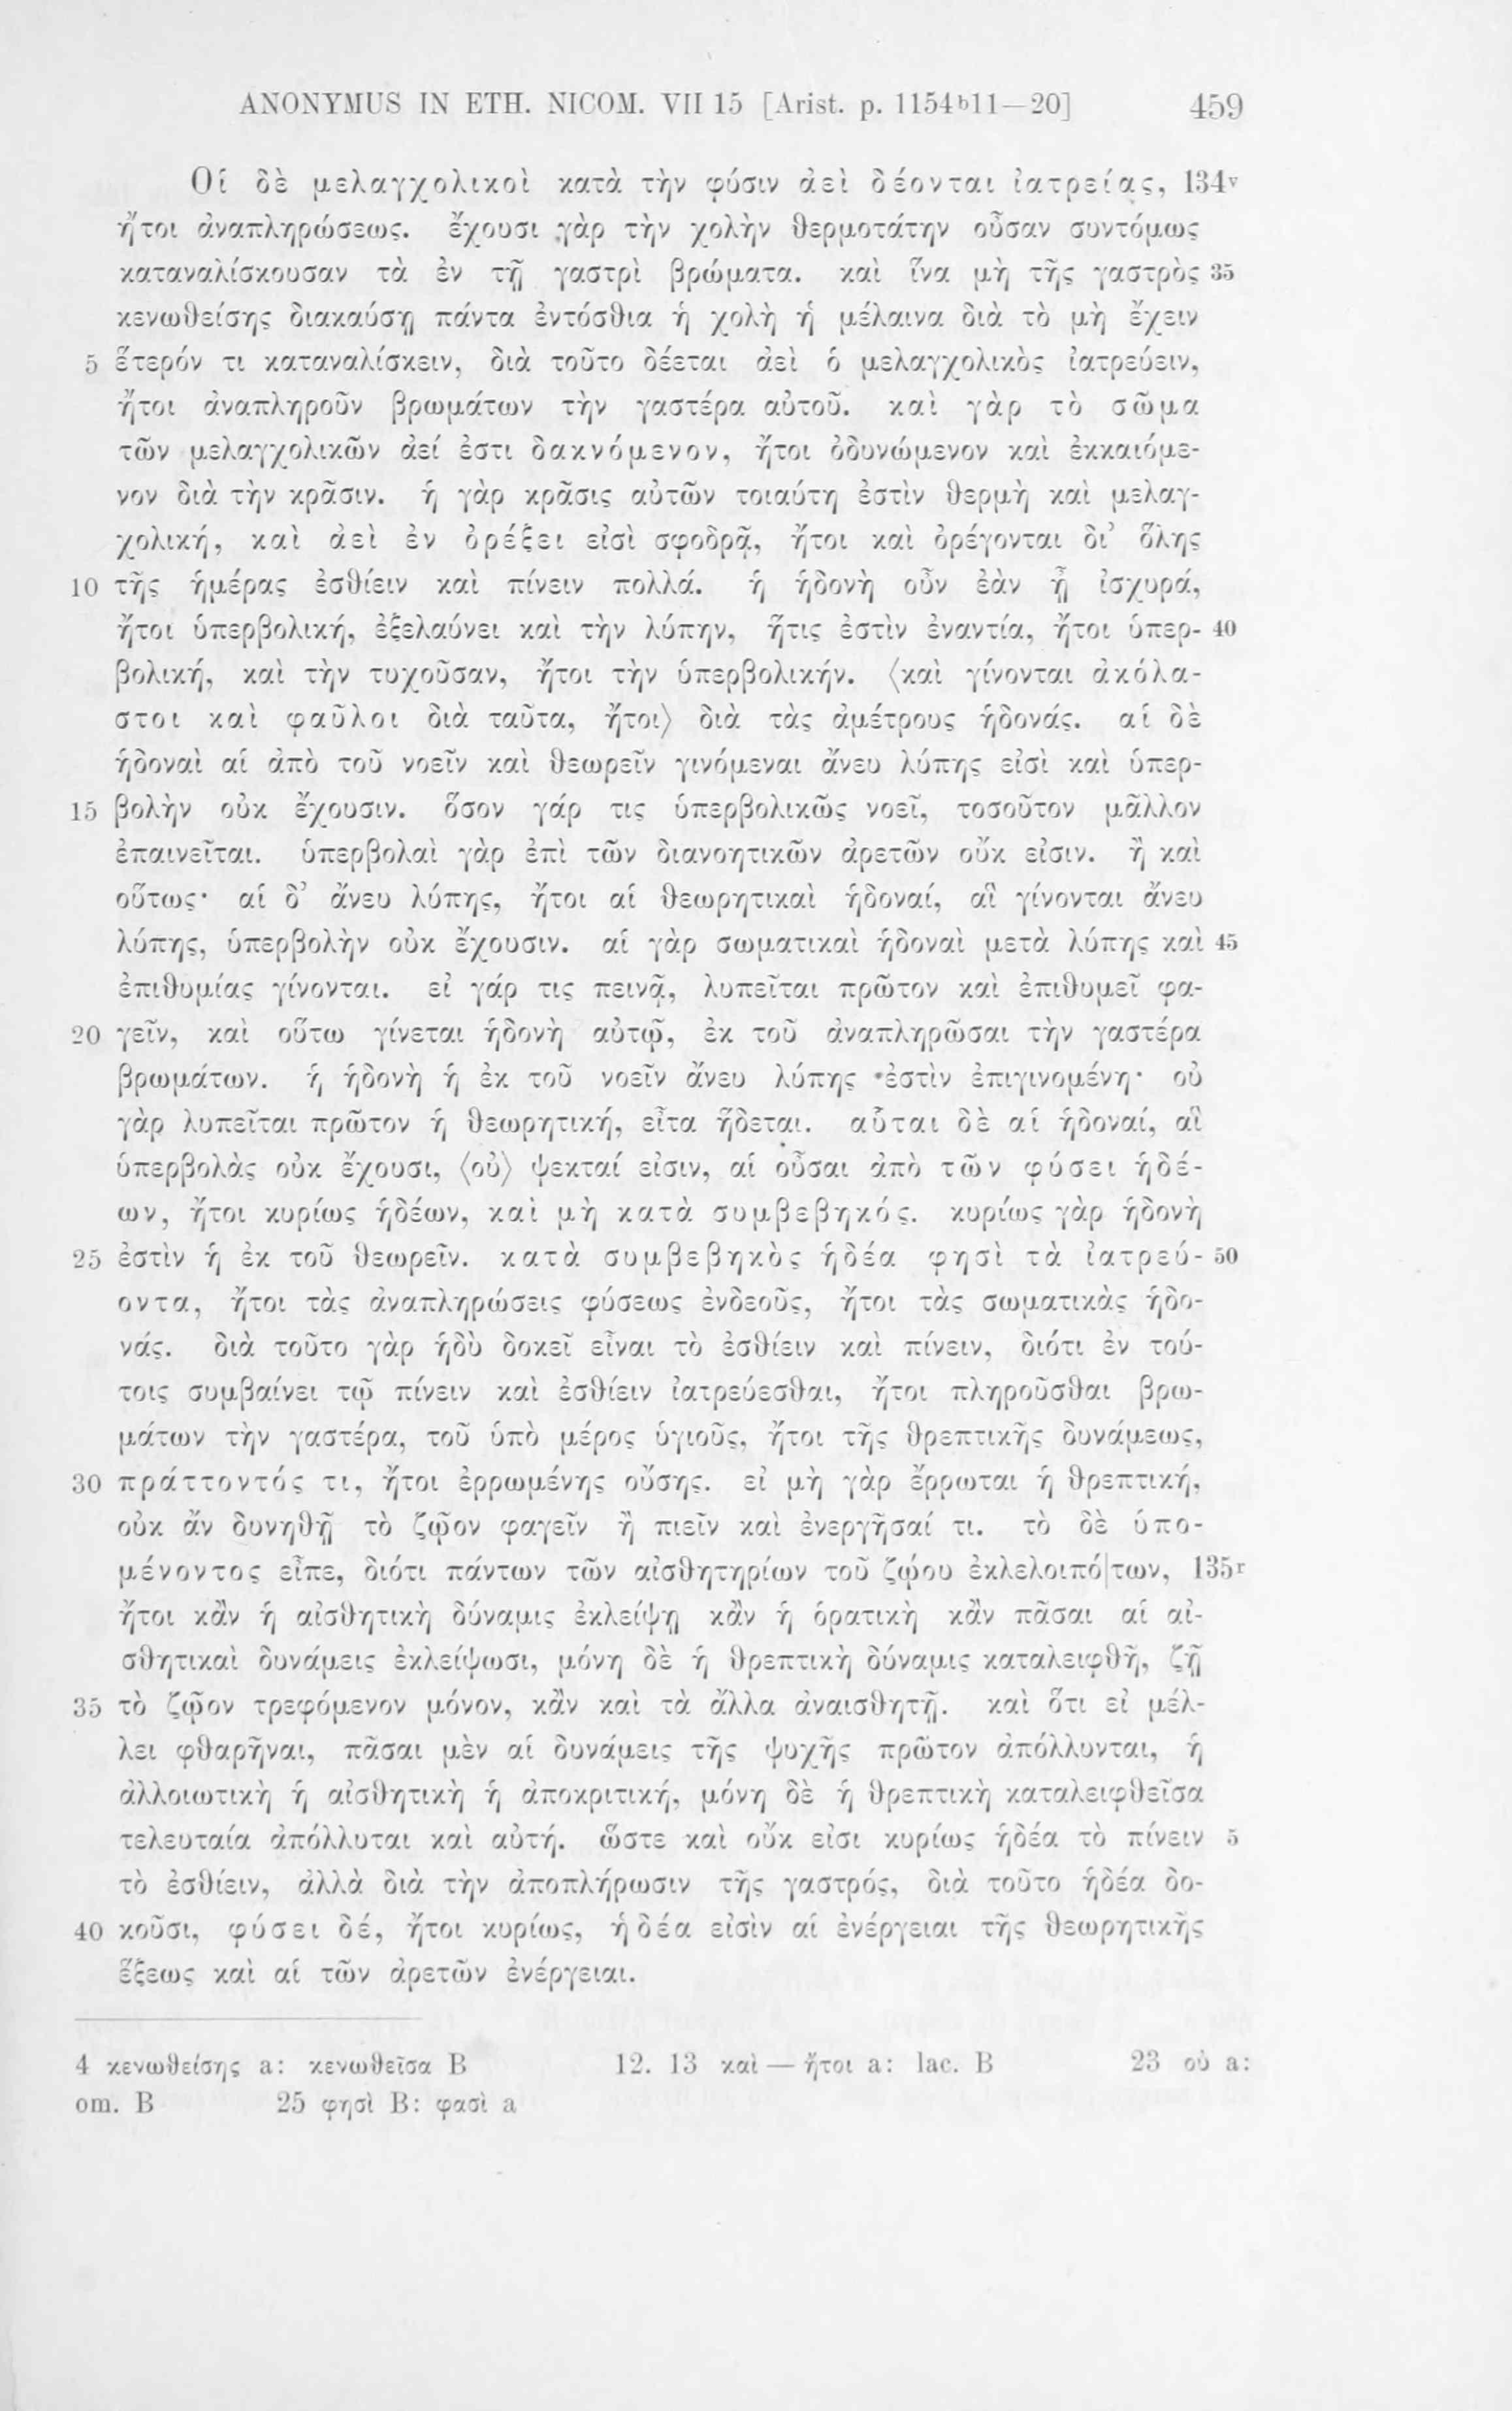 ANONYMUS IN ETH. NICOM. VII 15 [Arist. p. 1154b11—20] 459
Οἱ δὲ μελαγχολικοὶ κατὰ τὴν φύσιν ἀεὶ δέονται ἰατρείας, 134v
ἤτοι ἀναπληρώσεως. ἔχουσι γὰρ τὴν χολὴν θερμοτάτην οὖσαν συντόμως
καταναλίσκουσαν τὰ ἐν τῇ γαστρὶ βρώματα. καὶ ἵνα μὴ τῆς γαστρὸς 35
κενωθείσης διακαύσῃ πάντα ἐντόσθια ἡ χολὴ ἡ μέλαινα διὰ τὸ μὴ ἔχειν
5 ἕτερόν τι καταναλίσκειν, διὰ τοῦτο δέεται ἀεὶ ὁ μελαγχολικὸς ἰατρεύειν,
ἤτοι ἀναπληροῦν βρωμάτων τὴν γαστέρα αὐτοῦ. καὶ γὰρ τὸ σῶμα
τῶν μελαγχολικῶν ἀεί ἐστι δακνόμενον, ἤτοι ὀδυνώμενον καὶ ἐκκαιόμε-
νον διὰ τὴν κρᾶσιν. ἡ γὰρ κρᾶσις αὐτῶν τοιαύτη ἐστὶν θερμὴ καὶ μελαγ-
χολική, καὶ ἀεὶ ἐν ὀρέξει εἰσὶ σφοδρᾷ, ἤτοι καὶ ὀρέγονται δι’ ὅλης
10 τῆς ἡμέρας ἐσθίειν καὶ πίνειν πολλά. ἡ ἡδονὴ οὖν ἐὰν ᾖ ἰσχυρά,
ἤτοι ὑπερβολική, ἐξελαύνει καὶ τὴν λύπην, ἥτις ἐστὶν ἐναντία, ἤτοι ὑπερ- 40
βολική, καὶ τὴν τυχοῦσαν, ἤτοι τὴν ὑπερβολικήν. ⟨καὶ γίνονται ἀκόλα-
στοι καὶ φαῦλοι διὰ ταῦτα, ἤτοι⟩ διὰ τὰς ἀμέτρους ἡδονάς. αἱ δὲ
ἡδοναὶ αἱ ἀπὸ τοῦ νοεῖν καὶ θεωρεῖν γινόμεναι ἄνευ λύπης εἰσὶ καὶ ὑπερ-
15 βολὴν οὐκ ἔχουσιν. ὅσον γάρ τις ὑπερβολικῶς νοεῖ, τοσοῦτον μᾶλλον
ἐπαινεῖται. ὑπερβολαὶ γὰρ ἐπὶ τῶν διανοητικῶν ἀρετῶν οὔκ εἰσιν. ἢ καὶ
οὕτως· αἱ δ’ ἄνευ λύπης, ἤτοι αἱ θεωρητικαὶ ἡδοναί, αἳ γίνονται ἄνευ
λύπης, ὑπερβολὴν οὐκ ἔχουσιν. αἱ γὰρ σωματικαὶ ἡδοναὶ μετὰ λύπης καὶ 45
ἐπιθυμίας γίνονται. εἰ γάρ τις πεινᾷ, λυπεῖται πρῶτον καὶ ἐπιθυμεῖ φα-
20 γεῖν, καὶ οὕτω γίνεται ἡδονὴ αὐτῷ, ἐκ τοῦ ἀναπληρῶσαι τὴν γαστέρα
βρωμάτων. ἡ ἡδονὴ ἡ ἐκ τοῦ νοεῖν ἄνευ λύπης ἐστὶν ἐπιγινομένη· οὐ
γὰρ λυπεῖται πρῶτον ἡ θεωρητική, εἶτα ἥδεται. αὗται δὲ αἱ ἡδοναί, αἳ
ὑπερβολὰς οὐκ ἔχουσι, ⟨οὐ⟩ ψεκταί εἰσιν, αἱ οὖσαι ἀπὸ τῶν φύσει ἡδέ-
ων, ἤτοι κυρίως ἡδέων, καὶ μὴ κατὰ συμβεβηκός. κυρίως γὰρ ἡδονὴ
25 ἐστὶν ἡ ἐκ τοῦ θεωρεῖν. κατὰ συμβεβηκὸς ἡδέα φησὶ τὰ ἰατρεύ- 50
οντα, ἤτοι τὰς ἀναπληρώσεις φύσεως ἐνδεοῦς, ἤτοι τὰς σωματικὰς ἡδο-
νάς. διὰ τοῦτο γὰρ ἡδὺ δοκεῖ εἶναι τὸ ἐσθίειν καὶ πίνειν, διότι ἐν τού-
τοις συμβαίνει τῷ πίνειν καὶ ἐσθίειν ἰατρεύεσθαι, ἤτοι πληροῦσθαι βρω-
μάτων τὴν γαστέρα, τοῦ ὑπὸ μέρος ὑγιοῦς, ἤτοι τῆς θρεπτικῆς δυνάμεως,
30 πράττοντός τι, ἤτοι ἐρρωμένης οὔσης. εἰ μὴ γὰρ ἔρρωται ἡ θρεπτική,
οὐκ ἂν δυνηθῇ τὸ ζῷον φαγεῖν ἢ πιεῖν καὶ ἐνεργῆσαί τι. τὸ δὲ ὑπο-
μένοντος εἶπε, διότι πάντων τῶν αἰσθητηρίων τοῦ ζῴου ἐκλελοιπό|των, 135r
ἤτοι κἂν ἡ αἰσθητικὴ δύναμις ἐκλείψῃ κἂν ἡ ὁρατικὴ κἂν πᾶσαι αἱ αἰ-
σθητικαὶ δυνάμεις ἐκλείψωσι, μόνη δὲ ἡ θρεπτικὴ δύναμις καταλειφθῇ, ζῇ
35 τὸ ζῷον τρεφόμενον μόνον, κἂν καὶ τὰ ἄλλα ἀναισθητῇ. καὶ ὅτι εἰ μέλ-
λει φθαρῆναι, πᾶσαι μὲν αἱ δυνάμεις τῆς ψυχῆς πρῶτον ἀπόλλυνται, ἡ
ἀλλοιωτικὴ ἡ αἰσθητικὴ ἡ ἀποκριτική, μόνη δὲ ἡ θρεπτικὴ καταλειφθεῖσα
τελευταία ἀπόλλυται καὶ αὐτή. ὥστε καὶ οὔκ εἰσι κυρίως ἡδέα τὸ πίνειν 5
τὸ ἐσθίειν, ἀλλὰ διὰ τὴν ἀποπλήρωσιν τῆς γαστρός, διὰ τοῦτο ἡδέα δο-
40 κοῦσι, φύσει δέ, ἤτοι κυρίως, ἡδέα εἰσὶν αἱ ἐνέργειαι τῆς θεωρητικῆς
ἕξεως καὶ αἱ τῶν ἀρετῶν ἐνέργειαι.
4 κενωθείσης a: κενωθεῖσα B 12. 13 καὶ — ἤτοι a: lac. B 23 οὐ a:
om. B 25 φησὶ B: φασὶ a